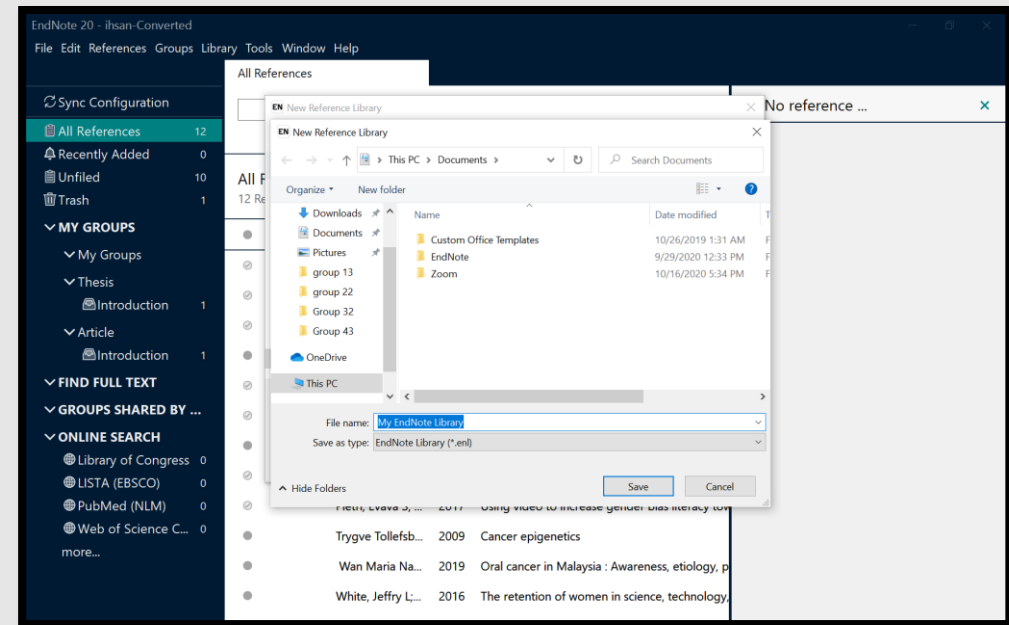 EndNote 20 - ihsan-Converted
File Edit References Groups Library Tools Window Help
All References
Sync Configuration
All References 12
Recently Added 0
Unfiled 10
Trash 1
MY GROUPS
My Groups
Thesis
Introduction 1
Article
Introduction 1
FIND FULL TEXT
GROUPS SHARED BY ...
ONLINE SEARCH
Library of Congress 0
LISTA (EBSCO) 0
PubMed (NLM) 0
Web of Science C... 0
more...
No reference ...
All
12 Re
EN New Reference Library
EN New Reference Library
This PC > Documents >
Search Documents
Organize New folder
Downloads
Documents
Pictures
group 13
group 22
Group 32
Group 43
OneDrive
This PC
Name Date modified
Custom Office Templates 10/26/2019 1:31 AM
EndNote 9/29/2020 12:33 PM
Zoom 10/16/2020 5:34 PM
File name: My EndNote Library
Save as type: EndNote Library (*.enl)
Hide Folders
Save Cancel
2017 Using video to increase gender bias literacy tow
Trygve Tollefsb... 2009 Cancer epigenetics
Wan Maria Na... 2019 Oral cancer in Malaysia : Awareness, etiology, p
White, Jeffry L;... 2016 The retention of women in science, technology,